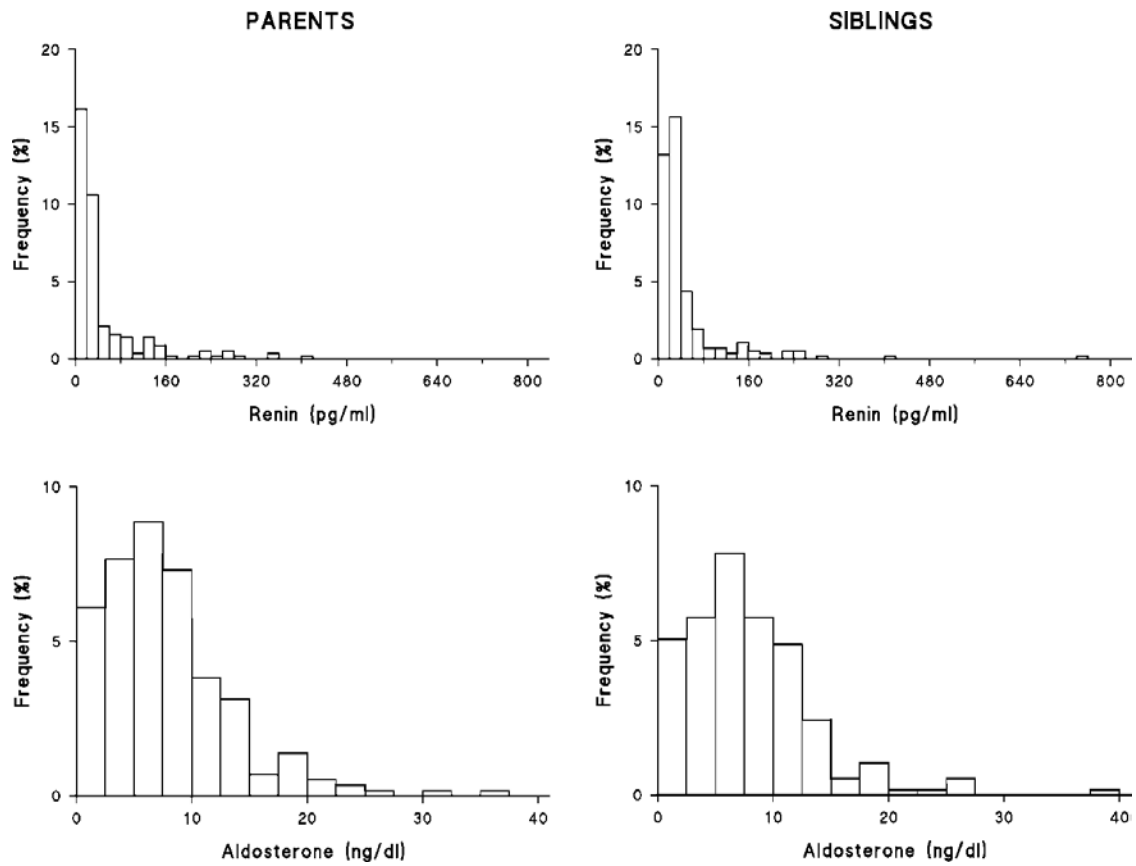 PARENTS
20
15
10
5
0
Frequency (%)
0 160 320 480 640 800
Renin (pg/ml)
SIBLINGS
20
15
10
5
0
Frequency (%)
0 160 320 480 640 800
Renin (pg/ml)
10
5
0
Frequency (%)
0 10 20 30 40
Aldosterone (ng/dl)
10
5
0
Frequency (%)
0 10 20 30 40
Aldosterone (ng/dl)